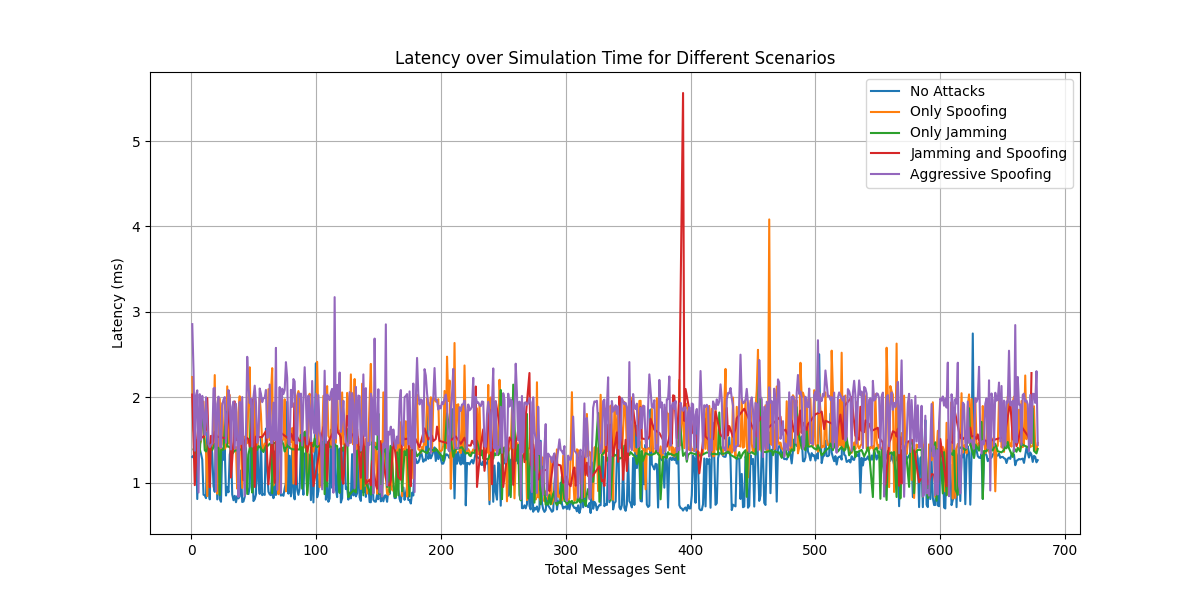 Latency over Simulation Time for Different Scenarios
No Attacks
Only Spoofing
Only Jamming
Jamming and Spoofing
Aggressive Spoofing
Latency (ms)
5
4
3
2
1
0 100 200 300 400 500 600 700
Total Messages Sent